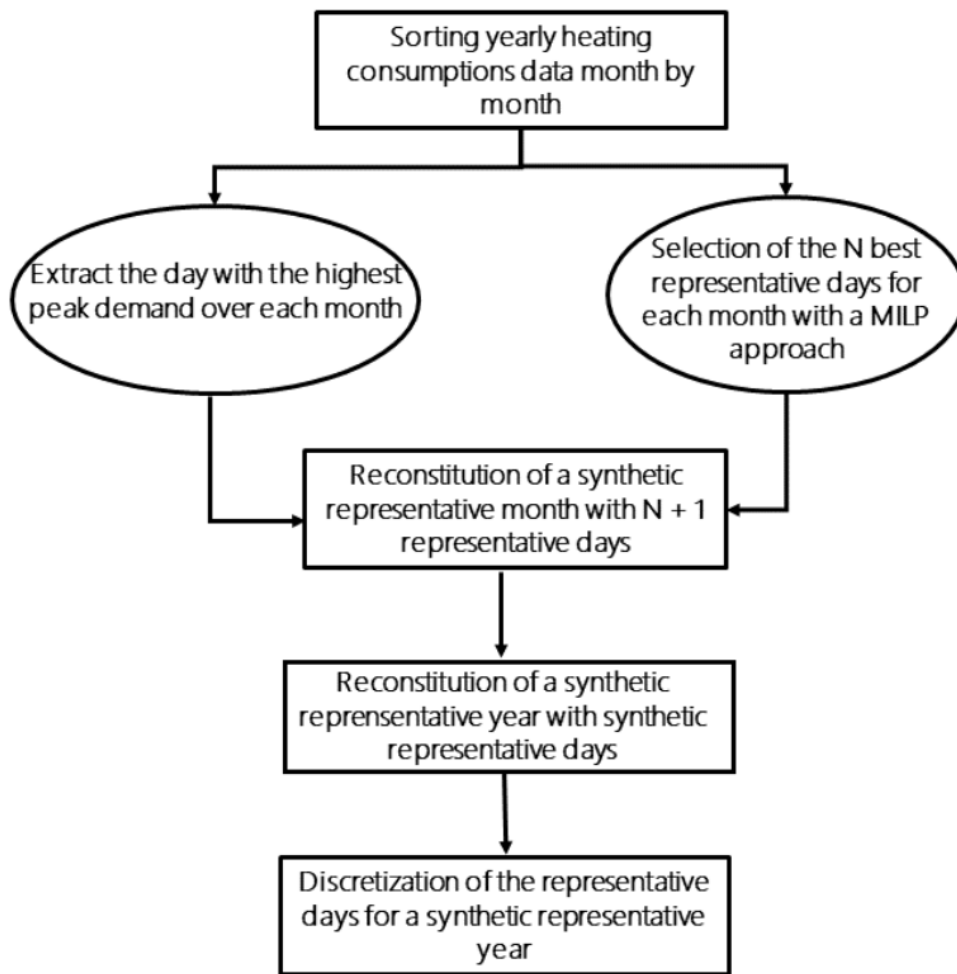 Sorting yearly heating
consumptions data month by
month
Extract the day with the highest
peak demand over each month
Selection of the N best
representative days for
each month with a MILP
approach
Reconstitution of a synthetic
representative month with N + 1
representative days
Reconstitution of a synthetic
reprensentative year with synthetic
representative days
Discretization of the representative
days for a synthetic representative
year